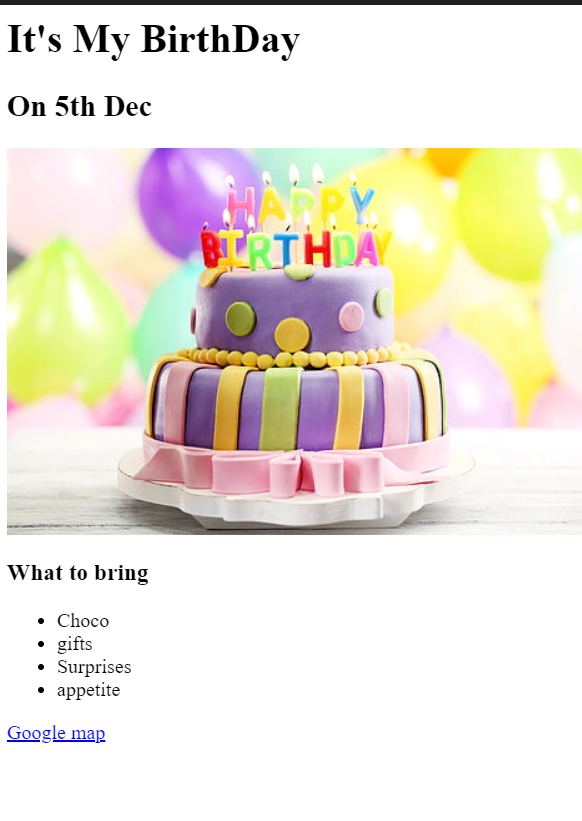 It's My BirthDay
On 5th Dec
HAPPY
BIRTHDAY
What to bring
Choco
gifts
Surprises
appetite
Google map